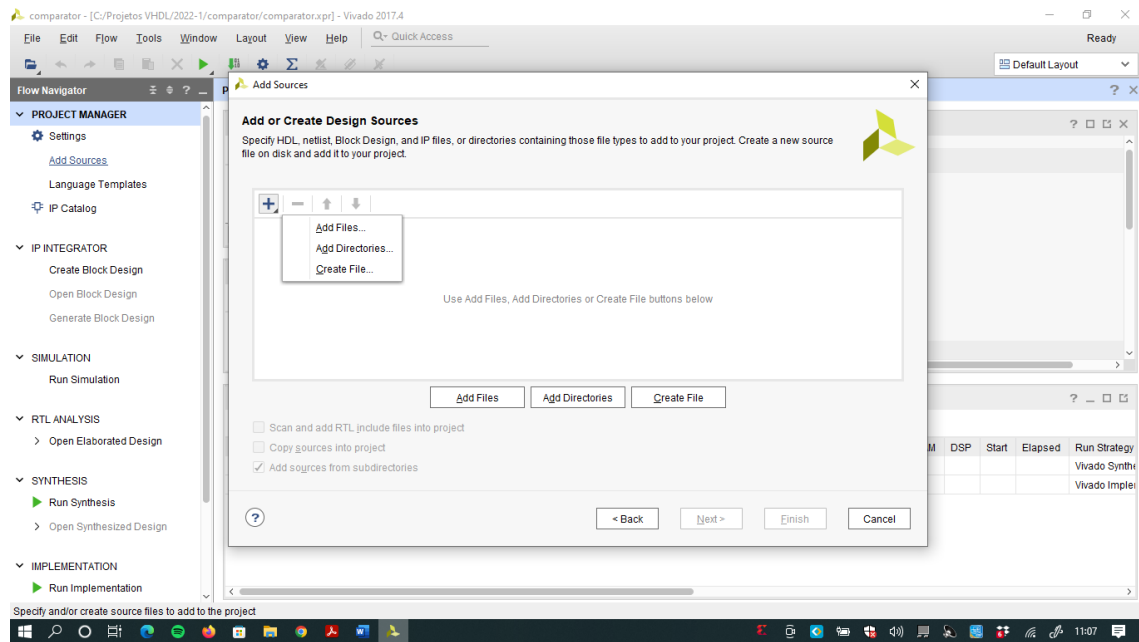 comparator - [C:/Projetos VHDL/2022-1/comparator/comparator.xpr] - Vivado 2017.4
File Edit Flow Tools Window Layout View Help Q- Quick Access Ready
Default Layout
Flow Navigator ? _
PROJECT MANAGER
Settings
Add Sources
Language Templates
IP Catalog
IP INTEGRATOR
Create Block Design
Open Block Design
Generate Block Design
SIMULATION
Run Simulation
RTL ANALYSIS
Open Elaborated Design
SYNTHESIS
Run Synthesis
Open Synthesized Design
IMPLEMENTATION
Run Implementation
Add Sources
Add or Create Design Sources
Specify HDL, netlist, Block Design, and IP files, or directories containing those file types to add to your project. Create a new source
file on disk and add it to your project.
Add Files...
Add Directories...
Create File...
Use Add Files, Add Directories or Create File buttons below
Add Files Add Directories Create File
Scan and add RTL include files into project
Copy sources into project
Add sources from subdirectories
? < Back Next > Finish Cancel
DSP Start Elapsed Run Strategy
Vivado Synthe
Vivado Impler
Specify and/or create source files to add to the project
11:07